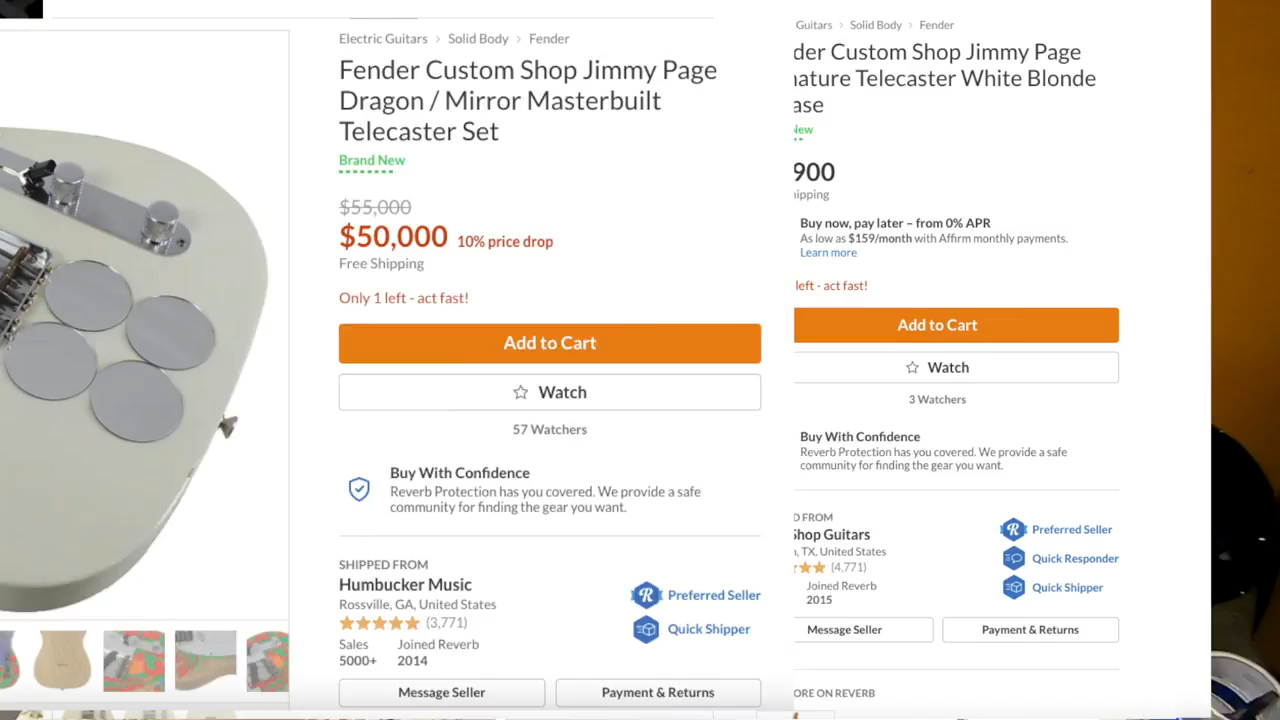 Electric Guitars > Solid Body > Fender
Fender Custom Shop Jimmy Page
Dragon / Mirror Masterbuilt
Telecaster Set
Brand New
$55,000
$50,000 10% price drop
Free Shipping
Only 1 left - act fast!
Add to Cart
Watch
57 Watchers
Buy With Confidence
Reverb Protection has you covered. We provide a safe
community for finding the gear you want.
SHIPPED FROM
Humbucker Music
Rossville, GA, United States
(3,771)
Preferred Seller
Quick Shipper
Sales
5000+
Joined Reverb
2014
Message Seller
Payment & Returns
Guitars > Solid Body > Fender
der Custom Shop Jimmy Page
nature Telecaster White Blonde
ase
New
900
ipping
Buy now, pay later – from 0% APR
As low as $159/month with Affirm monthly payments.
Learn more
left - act fast!
Add to Cart
Watch
3 Watchers
Buy With Confidence
Reverb Protection has you covered. We provide a safe
community for finding the gear you want.
D FROM
Shop Guitars
, TX, United States
(4,771)
Joined Reverb
2015
Preferred Seller
Quick Responder
Quick Shipper
Message Seller
Payment & Returns
ORE ON REVERB